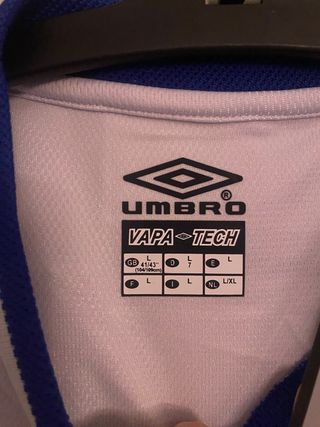 UMBRO®
VAPA TECH
GB L 41/43" (104/109cm) D L 7 E L
F L I L NL L/XL